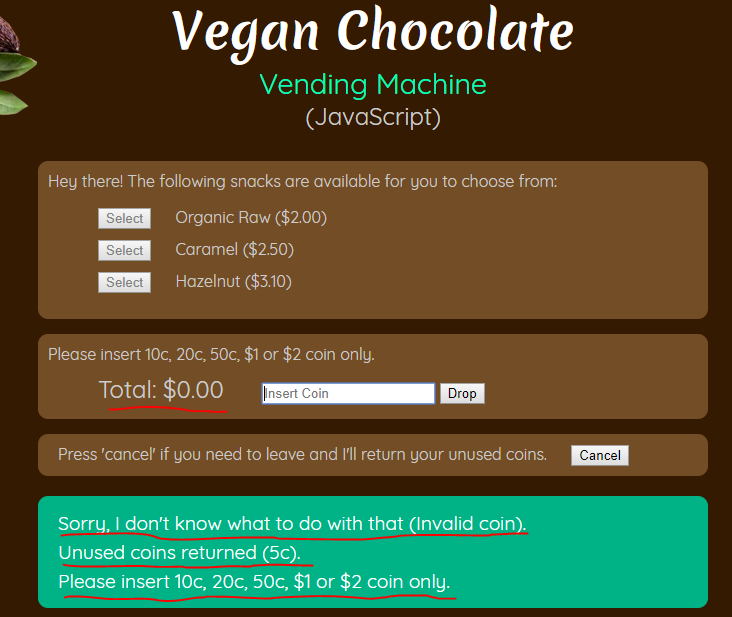 Vegan Chocolate
Vending Machine
(JavaScript)
Hey there! The following snacks are available for you to choose from:
Select Organic Raw ($2.00)
Select Caramel ($2.50)
Select Hazelnut ($3.10)
Please insert 10c, 20c, 50c, $1 or $2 coin only.
Total: $0.00 Insert Coin Drop
Press 'cancel' if you need to leave and I'll return your unused coins. Cancel
Sorry, I don't know what to do with that (Invalid coin).
Unused coins returned (5c).
Please insert 10c, 20c, 50c, $1 or $2 coin only.